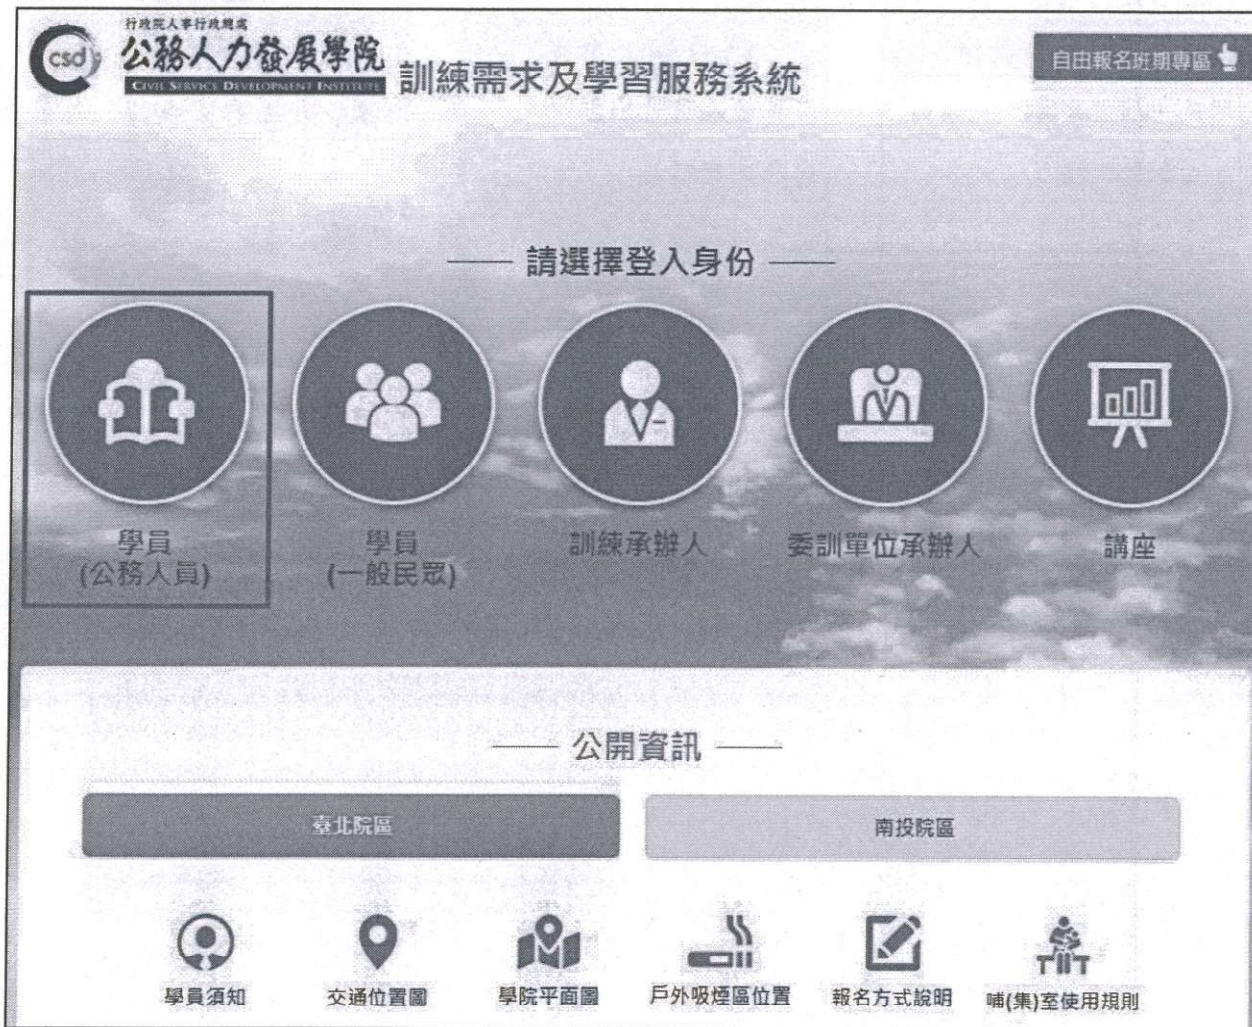 行政院人事行政總處
csdi
公務人力發展學院
CIVIL SERVICE DEVELOPMENT INSTITUTE
訓練需求及學習服務系統
自由報名班期專區
請選擇登入身份
學員
(公務人員)
學員
(一般民眾)
訓練承辦人
委訓單位承辦人
講座
公開資訊
臺北院區
南投院區
學員須知
交通位置圖
學院平面圖
戶外吸煙區位置
報名方式說明
哺(集)室使用規則